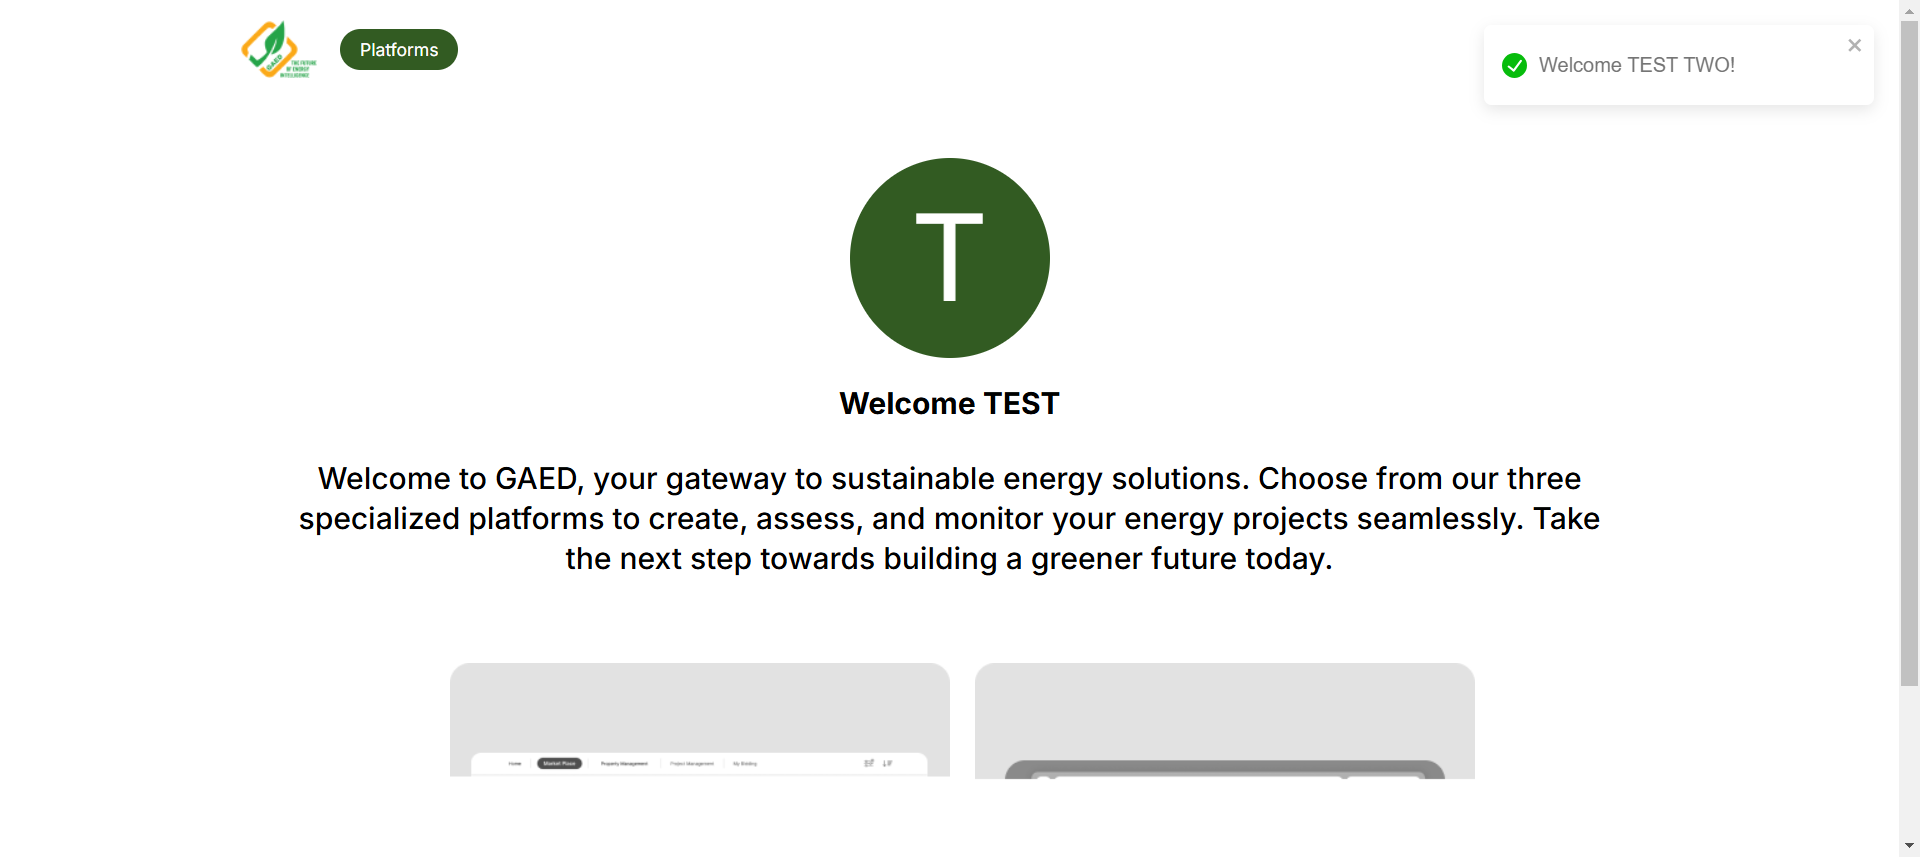 GAED
THE FUTURE
OF ENERGY
INTELLIGENCE
Platforms
Welcome TEST TWO!
T
Welcome TEST
Welcome to GAED, your gateway to sustainable energy solutions. Choose from our three
specialized platforms to create, assess, and monitor your energy projects seamlessly. Take
the next step towards building a greener future today.
Home Market Place Property Management Project Management My Bidding